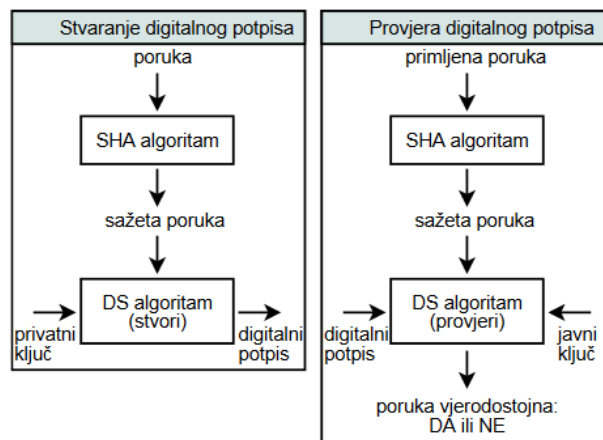 Stvaranje digitalnog potpisa
poruka
SHA algoritam
sažeta poruka
DS algoritam
(stvori)
privatni
ključ
digitalni
potpis
Provjera digitalnog potpisa
primljena poruka
SHA algoritam
sažeta poruka
DS algoritam
(provjeri)
digitalni
potpis
javni
ključ
poruka vjerodostojna:
DA ili NE